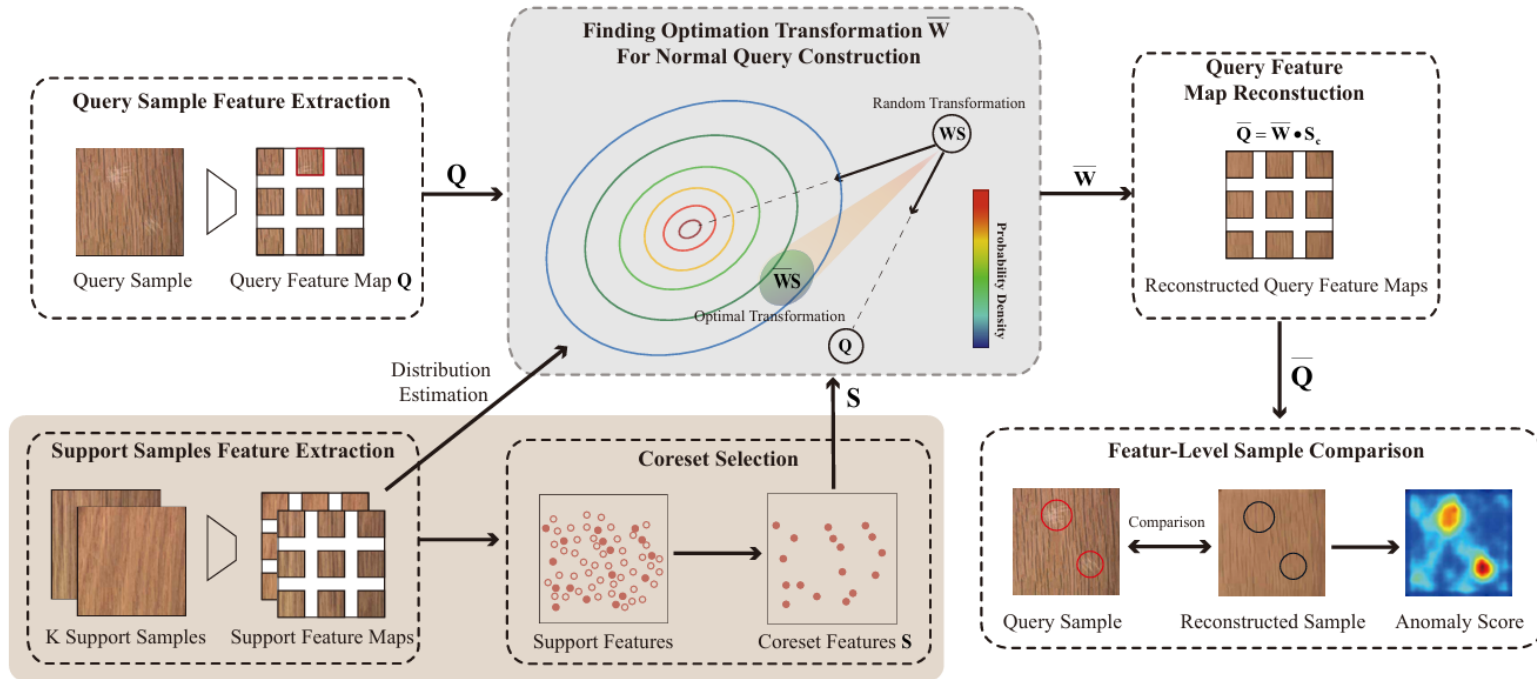 Query Sample Feature Extraction
Query Sample
Query Feature Map Q
Q
Finding Optimation Transformation W̅
For Normal Query Construction
Random Transformation
WS
W̅S
Optimal Transformation
Q
Probability Density
W̅
Query Feature
Map Reconstuction
Q̅ = W̅ • S_c
Reconstructed Query Feature Maps
Q̅
Distribution
Estimation
S
Support Samples Feature Extraction
K Support Samples
Support Feature Maps
Coreset Selection
Support Features
Coreset Features S
Featur-Level Sample Comparison
Comparison
Query Sample
Reconstructed Sample
Anomaly Score